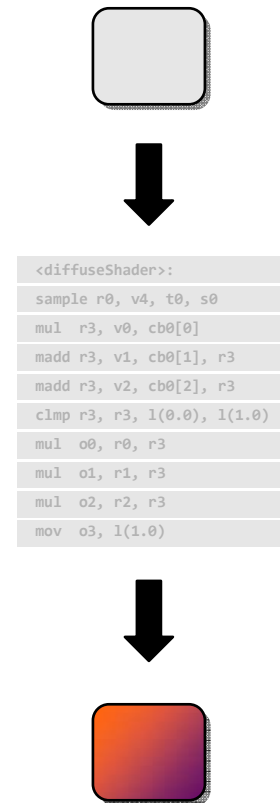 <diffuseShader>:
sample r0, v4, t0, s0
mul  r3, v0, cb0[0]
madd r3, v1, cb0[1], r3
madd r3, v2, cb0[2], r3
clmp r3, r3, l(0.0), l(1.0)
mul  o0, r0, r3
mul  o1, r1, r3
mul  o2, r2, r3
mov  o3, l(1.0)